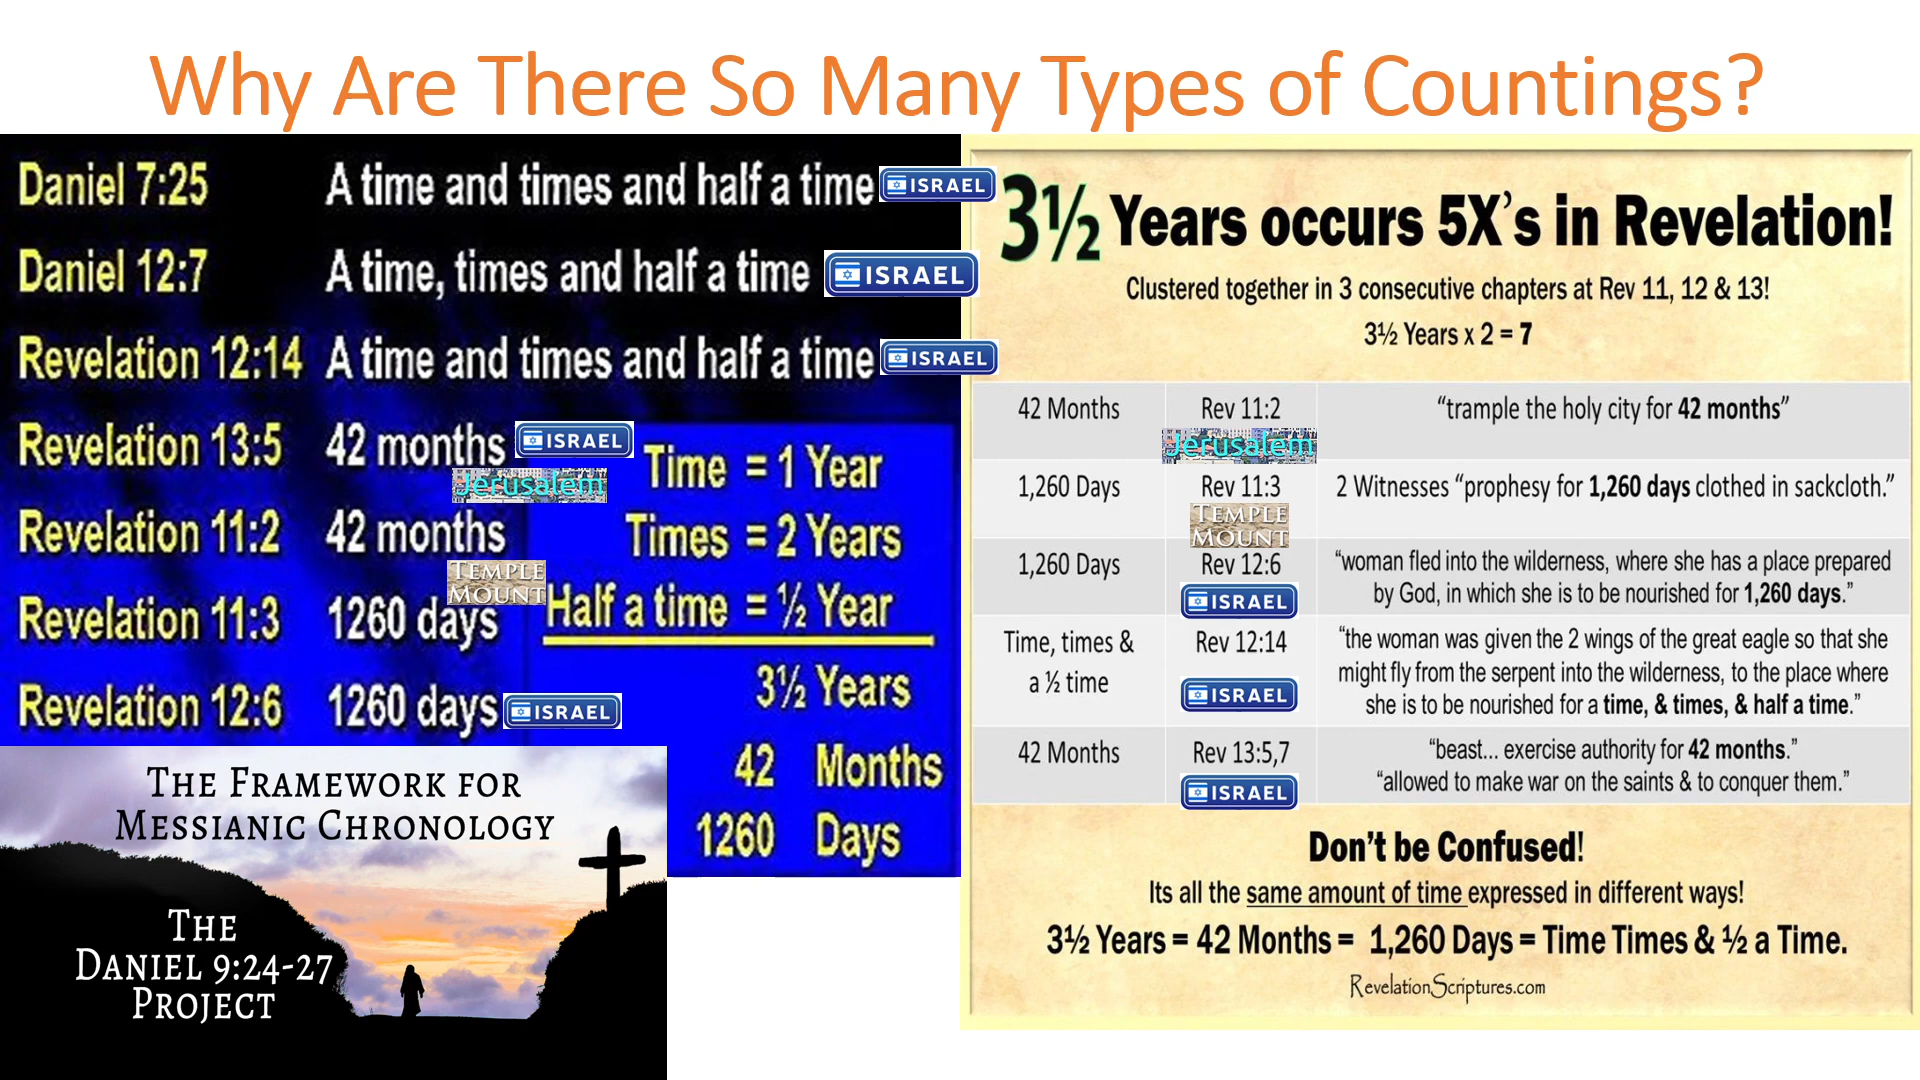 Why Are There So Many Types of Countings?
Daniel 7:25 A time and times and half a time ISRAEL
Daniel 12:7 A time, times and half a time ISRAEL
Revelation 12:14 A time and times and half a time ISRAEL
Revelation 13:5 42 months ISRAEL
Jerusalem
Revelation 11:2 42 months
TEMPLE
MOUNT
Revelation 11:3 1260 days
Revelation 12:6 1260 days ISRAEL
Time = 1 Year
Times = 2 Years
Half a time = ½ Year
3½ Years
42 Months
1260 Days
THE FRAMEWORK FOR
MESSIANIC CHRONOLOGY
THE
DANIEL 9:24-27
PROJECT
3½ Years occurs 5X's in Revelation!
Clustered together in 3 consecutive chapters at Rev 11, 12 & 13!
3½ Years x 2 = 7
42 Months Rev 11:2 “trample the holy city for 42 months”
Jerusalem
1,260 Days Rev 11:3 2 Witnesses “prophesy for 1,260 days clothed in sackcloth.”
TEMPLE
MOUNT
1,260 Days Rev 12:6 “woman fled into the wilderness, where she has a place prepared
ISRAEL by God, in which she is to be nourished for 1,260 days.”
Time, times & Rev 12:14 “the woman was given the 2 wings of the great eagle so that she
a ½ time ISRAEL might fly from the serpent into the wilderness, to the place where
she is to be nourished for a time, & times, & half a time.”
42 Months Rev 13:5,7 “beast... exercise authority for 42 months.”
ISRAEL “allowed to make war on the saints & to conquer them.”
Don't be Confused!
Its all the same amount of time expressed in different ways!
3½ Years = 42 Months = 1,260 Days = Time Times & ½ a Time.
RevelationScriptures.com